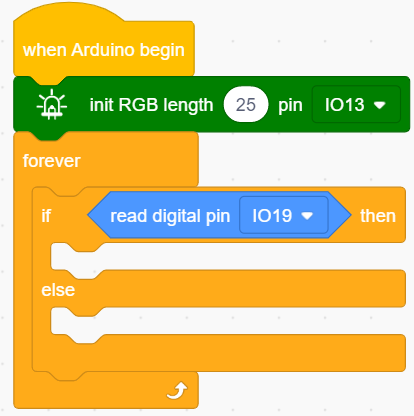 when Arduino begin
init RGB length 25 pin IO13
forever
if read digital pin IO19 then
else